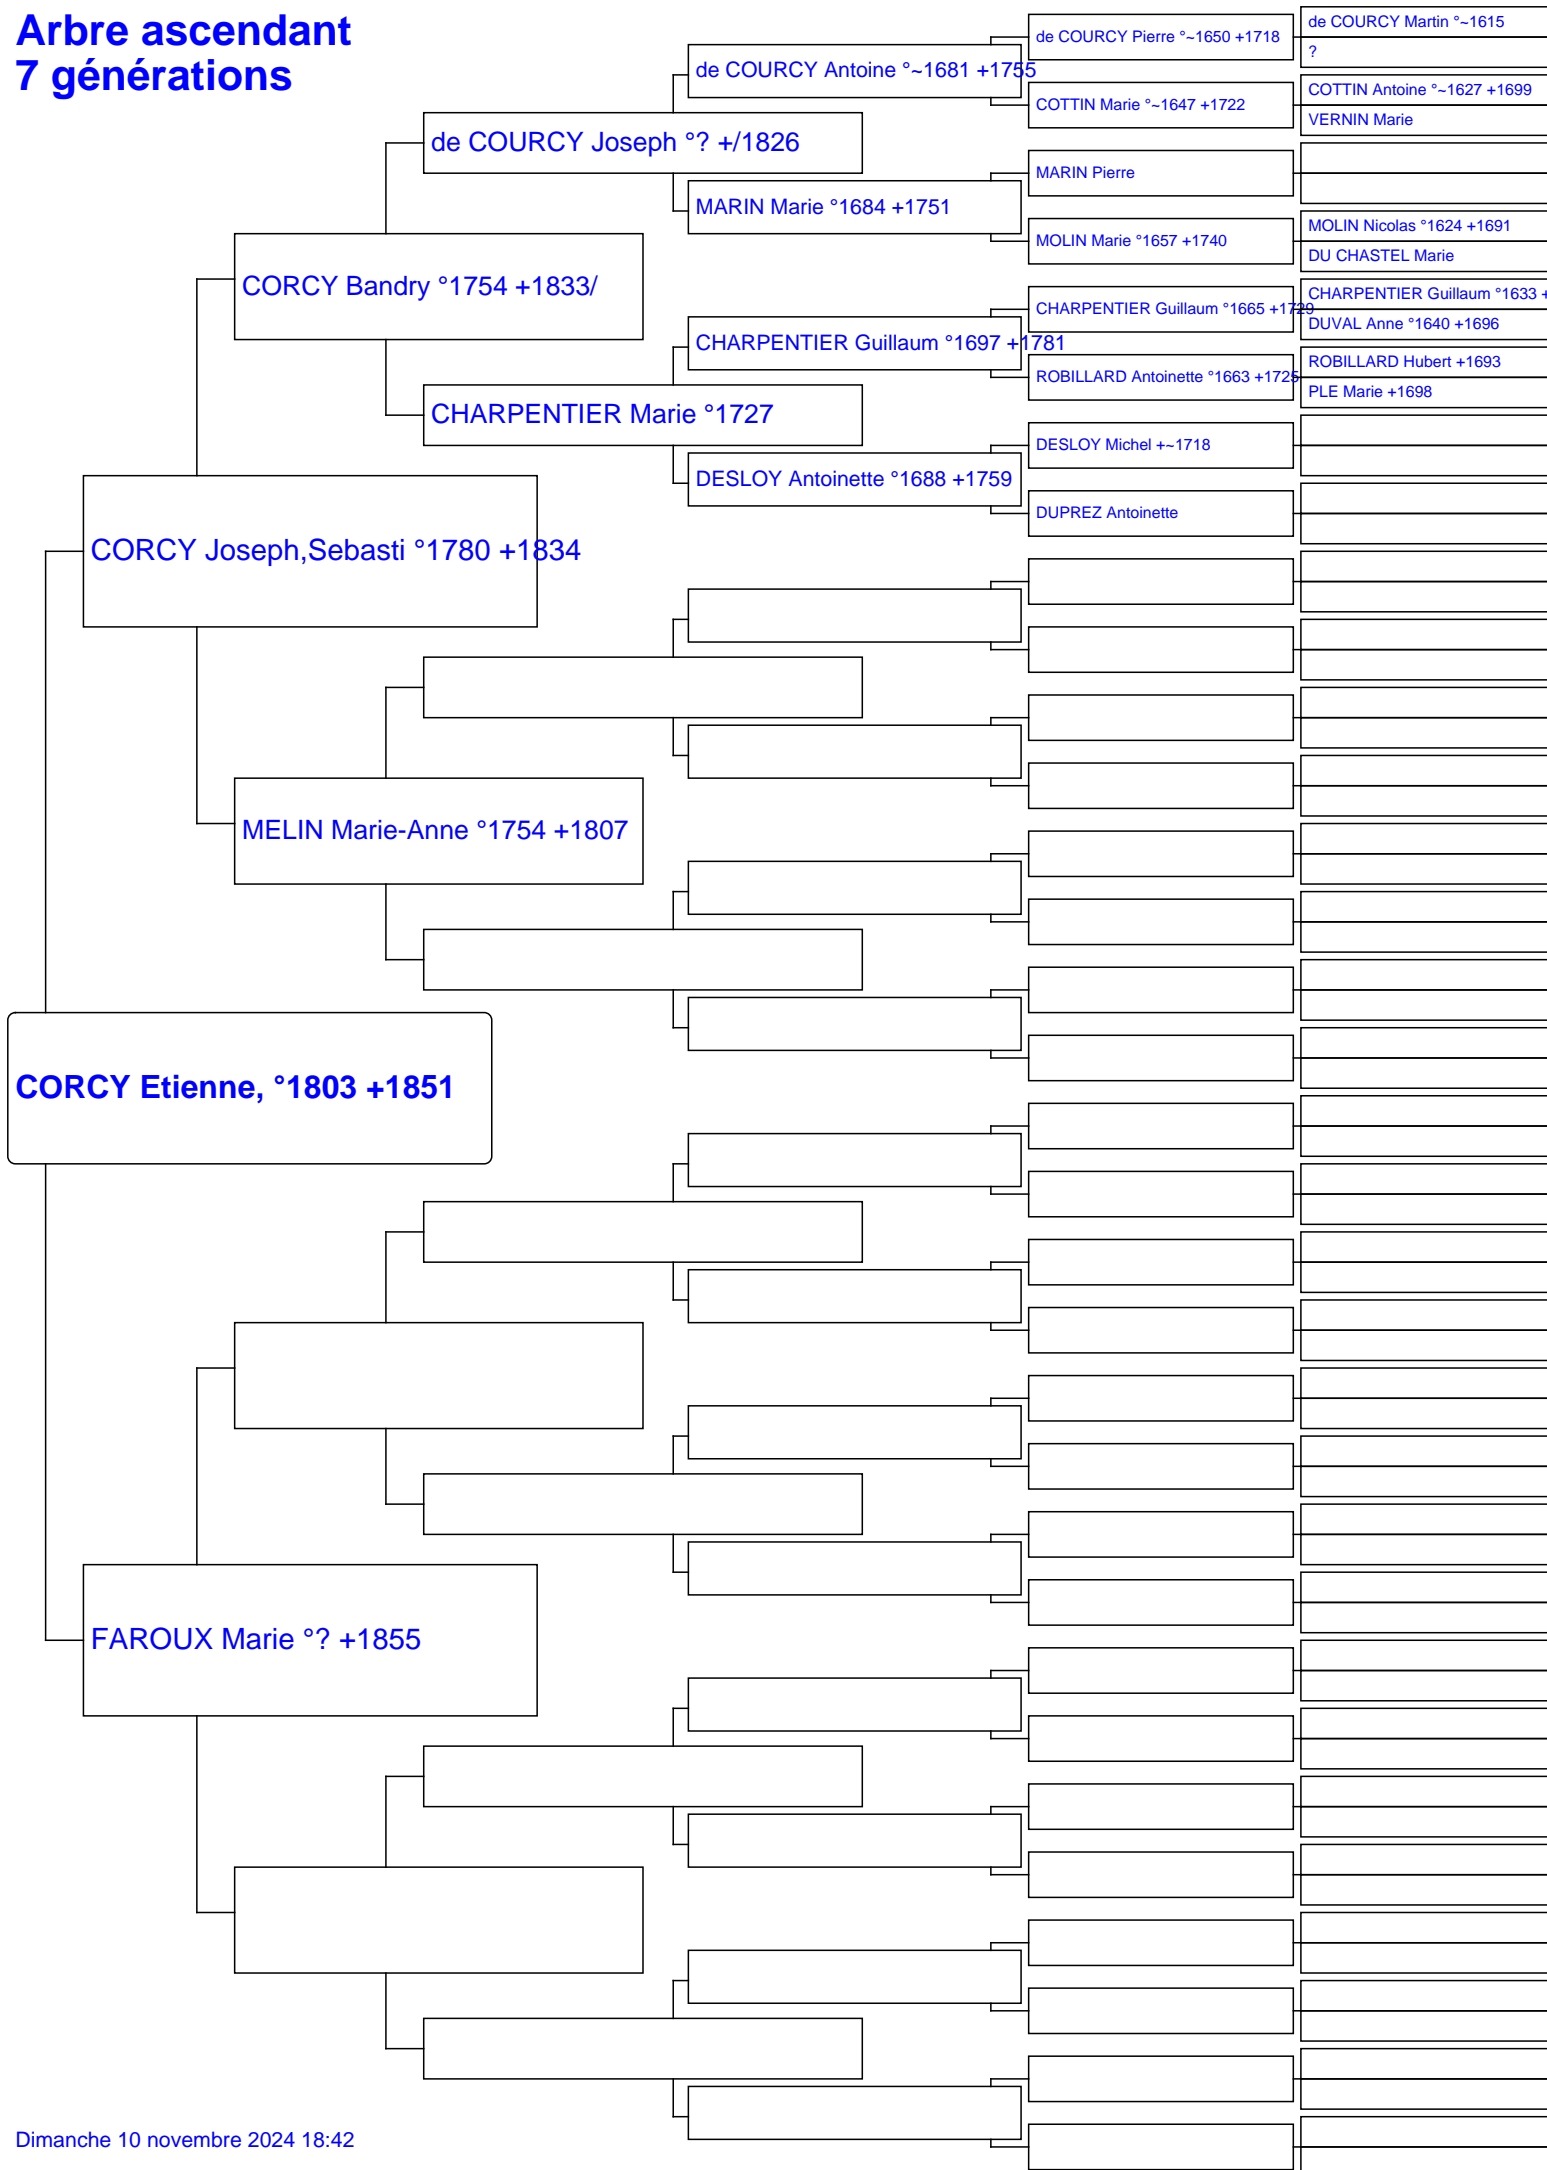 Arbre ascendant
7 générations
de COURCY Martin °~1615
de COURCY Pierre °~1650 +1718
?
de COURCY Antoine °~1681 +1755
COTTIN Antoine °~1627 +1699
COTTIN Marie °~1647 +1722
VERNIN Marie
de COURCY Joseph °? +/1826
MARIN Pierre
MARIN Marie °1684 +1751
MOLIN Nicolas °1624 +1691
MOLIN Marie °1657 +1740
DU CHASTEL Marie
CORCY Bandry °1754 +1833/
CHARPENTIER Guillaum °1633 +
CHARPENTIER Guillaum °1665 +1729
DUVAL Anne °1640 +1696
CHARPENTIER Guillaum °1697 +1781
ROBILLARD Hubert +1693
ROBILLARD Antoinette °1663 +1725
PLE Marie +1698
CHARPENTIER Marie °1727
DESLOY Michel +~1718
DESLOY Antoinette °1688 +1759
DUPREZ Antoinette
CORCY Joseph,Sebasti °1780 +1834
MELIN Marie-Anne °1754 +1807
CORCY Etienne, °1803 +1851
FAROUX Marie °? +1855
Dimanche 10 novembre 2024 18:42